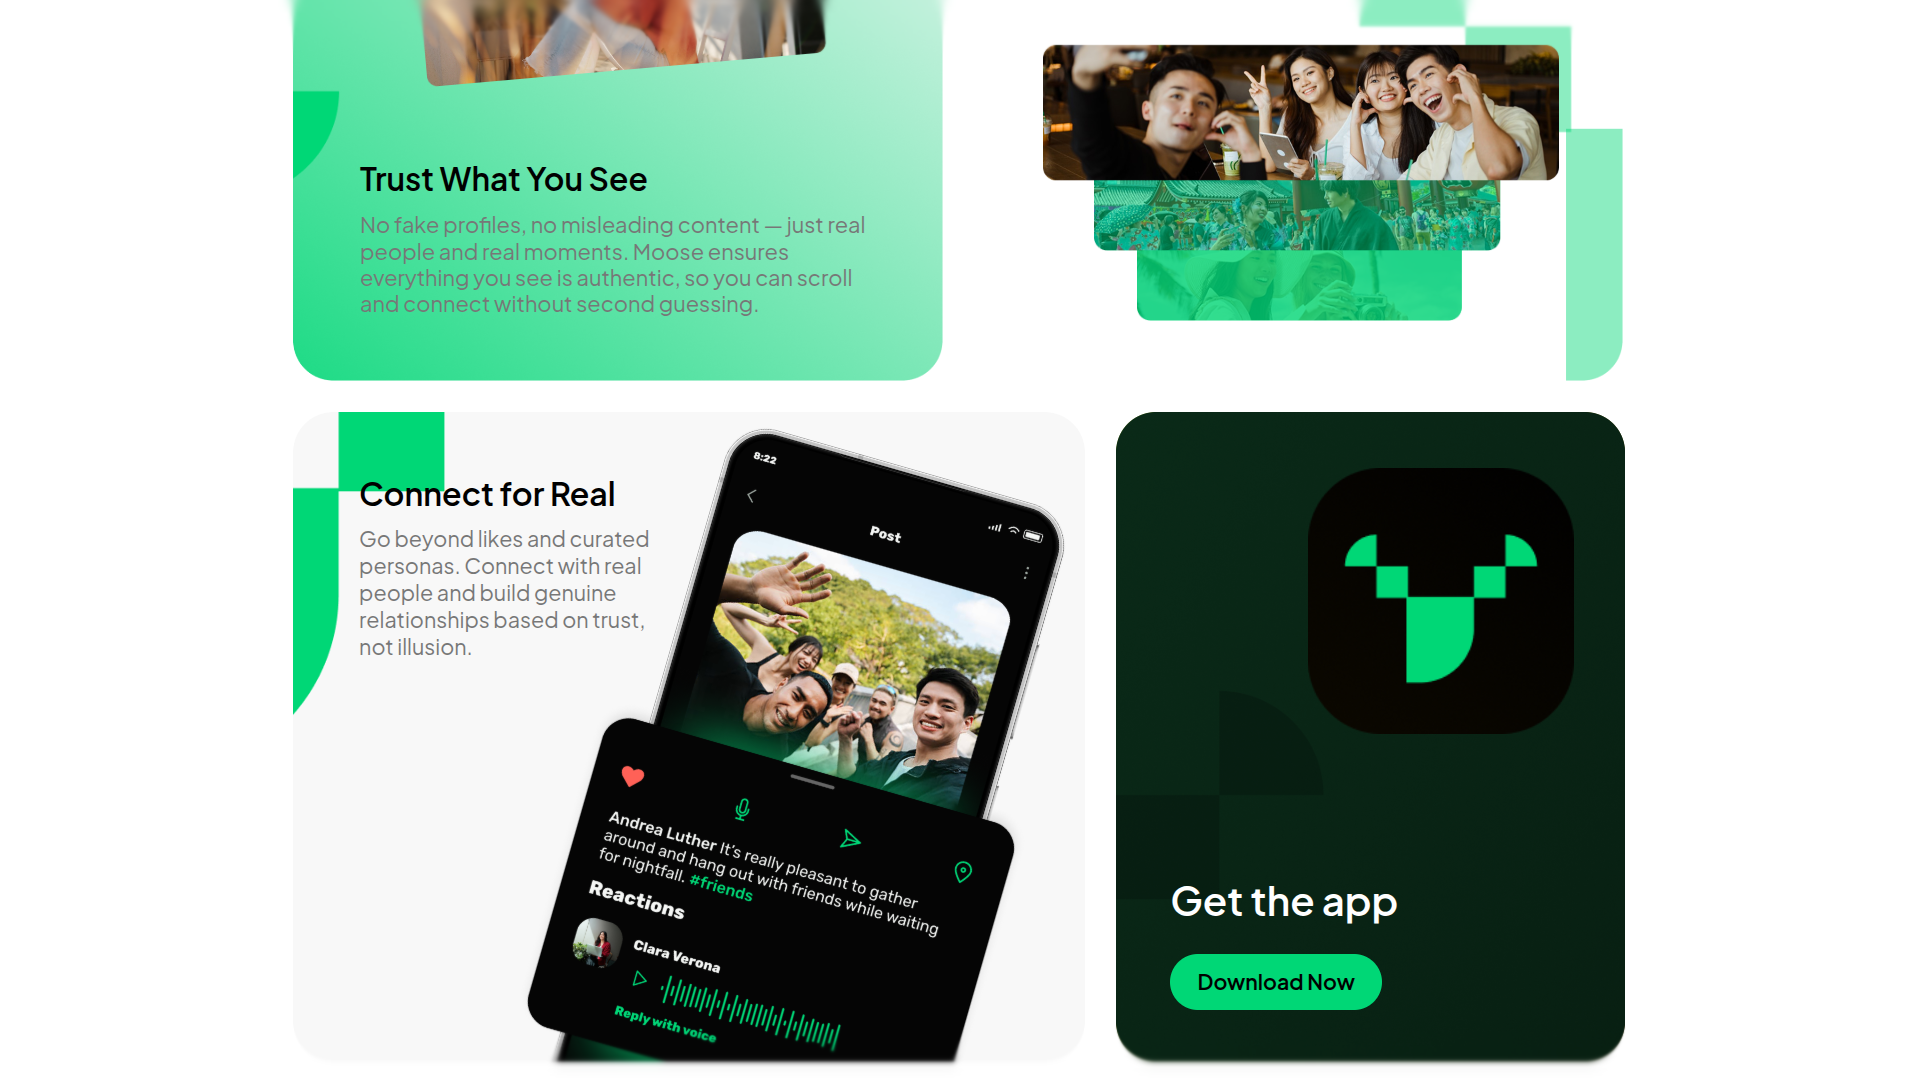 Trust What You See
No fake profiles, no misleading content — just real
people and real moments. Moose ensures
everything you see is authentic, so you can scroll
and connect without second guessing.
Connect for Real
Go beyond likes and curated
personas. Connect with real
people and build genuine
relationships based on trust,
not illusion.
8:22
Post
Andrea Luther It's really pleasant to gather
around and hang out with friends while waiting
for nightfall. #friends
Reactions
Clara Verona
Reply with voice
Get the app
Download Now